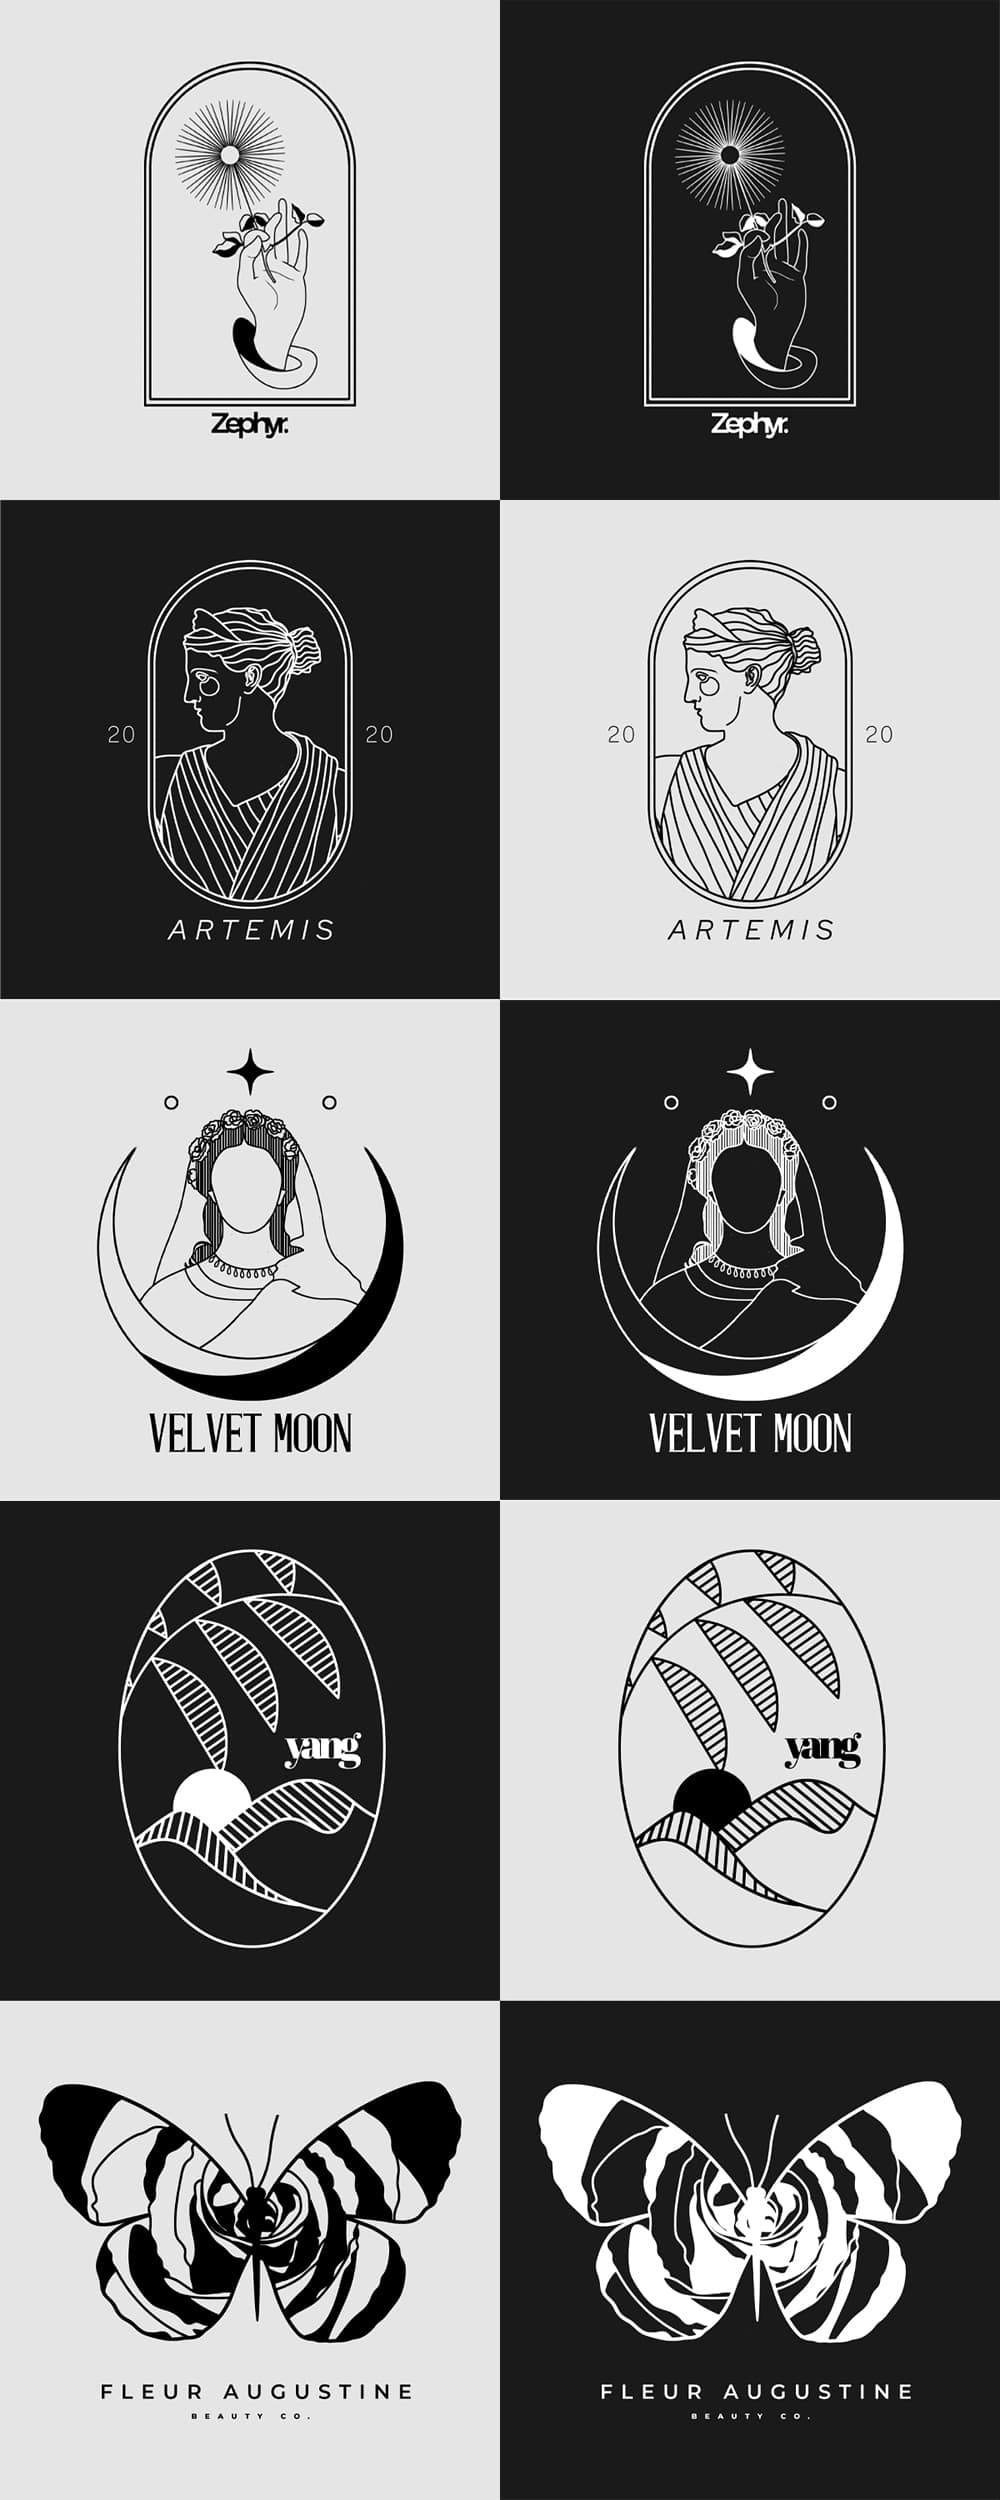 Zephyr.
Zephyr.
20 20
ARTEMIS
20 20
ARTEMIS
VELVET MOON
VELVET MOON
yang
yang
FLEUR AUGUSTINE
BEAUTY CO.
FLEUR AUGUSTINE
BEAUTY CO.